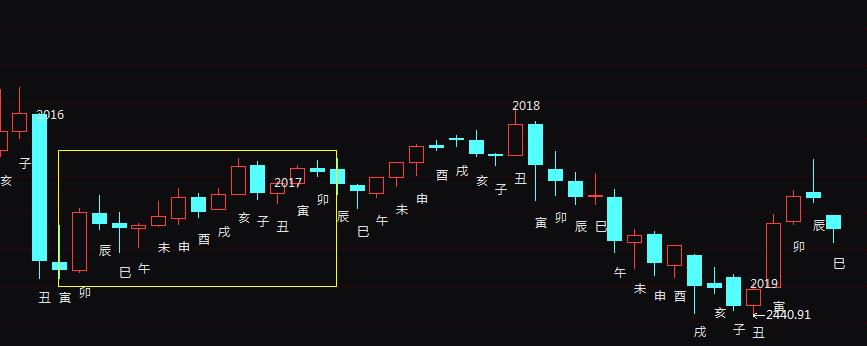 2016
亥
子
丑
寅
卯
辰
巳
午
未
申
酉
戌
亥
子
2017
丑
寅
卯
辰
巳
午
未
申
酉
戌
亥
子
2018
丑
寅
卯
辰
巳
午
未
申
酉
戌
亥
子
2019
丑
←2440.91
寅
卯
辰
巳